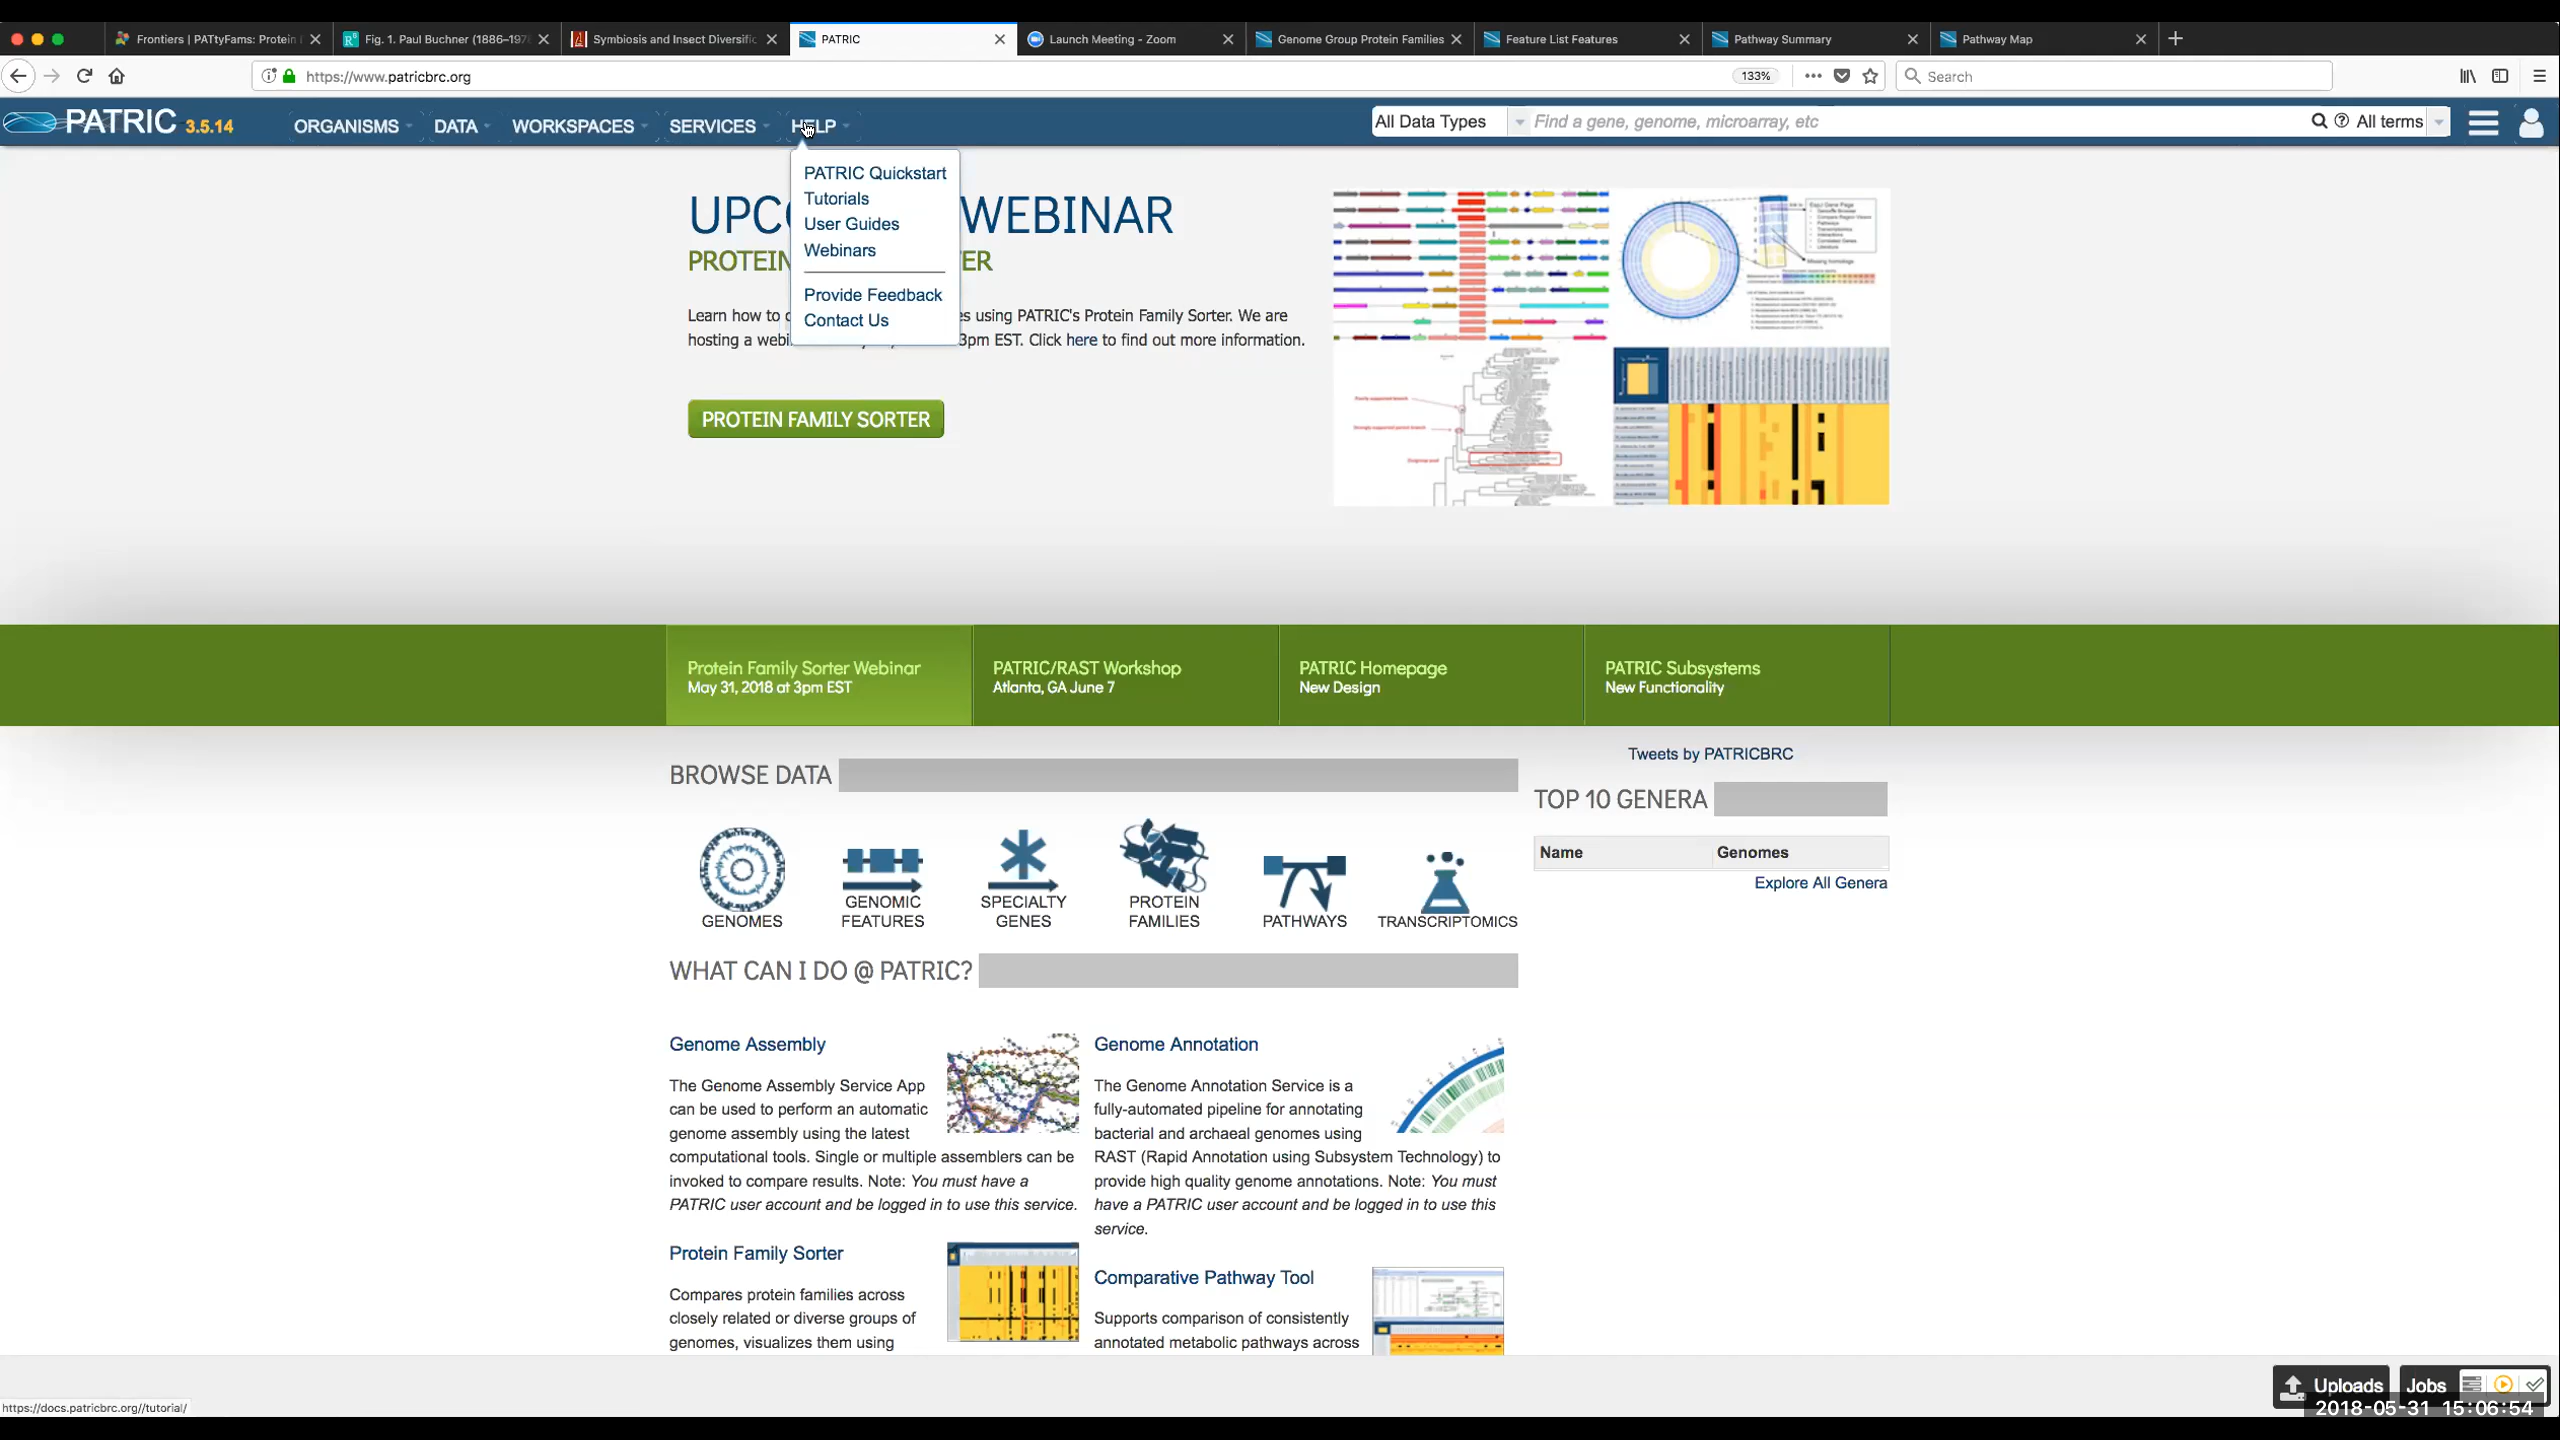 Frontiers | PATtyFams: Protein
Fig. 1. Paul Buchner (1886–197
Symbiosis and Insect Diversific
PATRIC
Launch Meeting - Zoom
Genome Group Protein Families
Feature List Features
Pathway Summary
Pathway Map
https://www.patricbrc.org
133%
Search
PATRIC 3.5.14
ORGANISMS
DATA
WORKSPACES
SERVICES
HELP
All Data Types
Find a gene, genome, microarray, etc
All terms
PATRIC Quickstart
Tutorials
User Guides
Webinars
Provide Feedback
Contact Us
UPCO WEBINAR
PROTEIN ER
Learn how to es using PATRIC's Protein Family Sorter. We are
hosting a webi 3pm EST. Click here to find out more information.
PROTEIN FAMILY SORTER
Protein Family Sorter Webinar
May 31, 2018 at 3pm EST
PATRIC/RAST Workshop
Atlanta, GA June 7
PATRIC Homepage
New Design
PATRIC Subsystems
New Functionality
BROWSE DATA
GENOMES
GENOMIC
FEATURES
SPECIALTY
GENES
PROTEIN
FAMILIES
PATHWAYS
TRANSCRIPTOMICS
Tweets by PATRICBRC
TOP 10 GENERA
Name Genomes
Explore All Genera
WHAT CAN I DO @ PATRIC?
Genome Assembly
The Genome Assembly Service App
can be used to perform an automatic
genome assembly using the latest
computational tools. Single or multiple assemblers can be
invoked to compare results. Note: You must have a
PATRIC user account and be logged in to use this service.
Genome Annotation
The Genome Annotation Service is a
fully-automated pipeline for annotating
bacterial and archaeal genomes using
RAST (Rapid Annotation using Subsystem Technology) to
provide high quality genome annotations. Note: You must
have a PATRIC user account and be logged in to use this
service.
Protein Family Sorter
Compares protein families across
closely related or diverse groups of
genomes, visualizes them using
Comparative Pathway Tool
Supports comparison of consistently
annotated metabolic pathways across
Uploads
Jobs
https://docs.patricbrc.org//tutorial/
2018-05-31 15:06:54